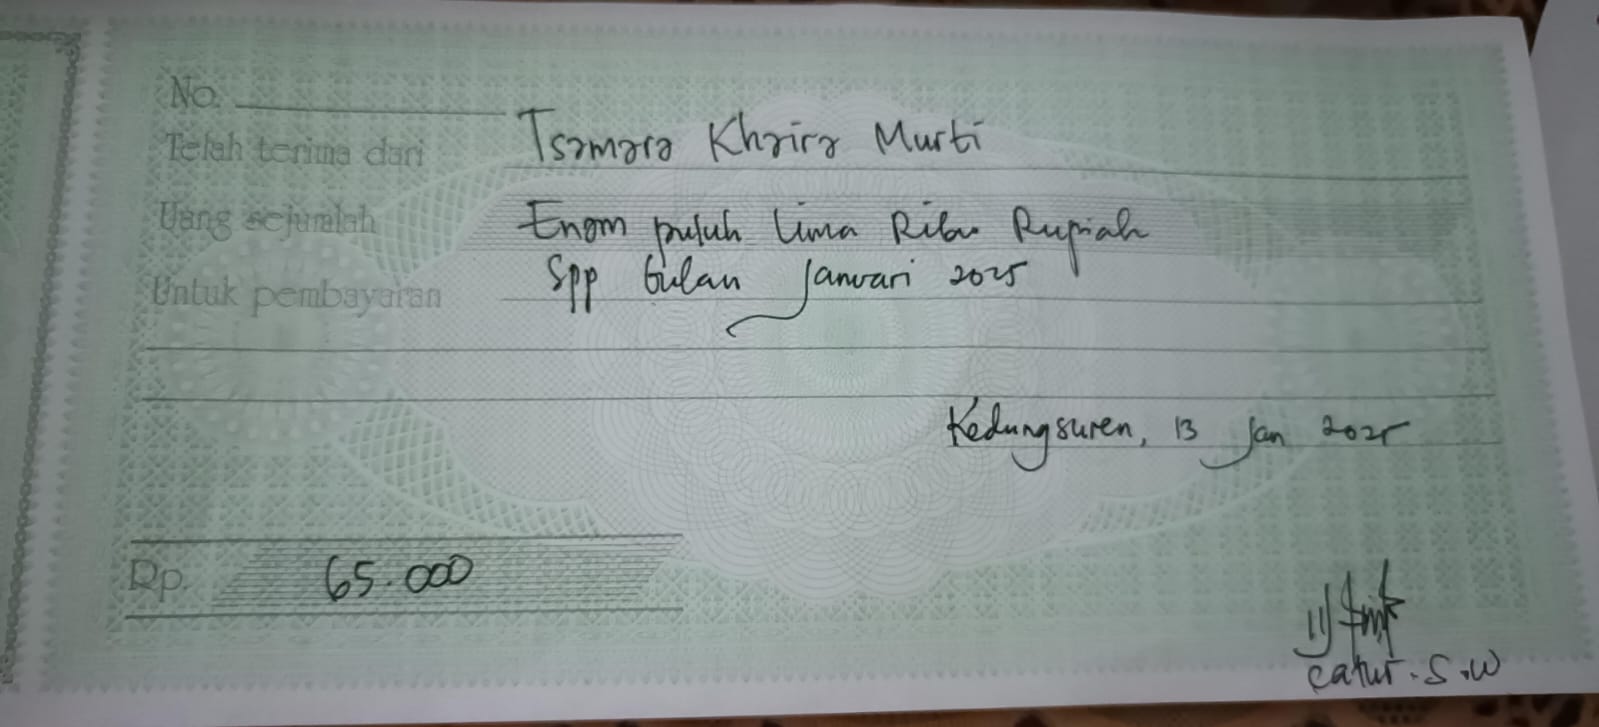 No.
Telah terima dari Tsamara Khaira Murti
Uang sejumlah Enam puluh lima Ribu Rupiah
Untuk pembayaran Spp bulan Januari 2025
Kedungsuren, 13 Jan 2025
Rp. 65.000
Catur.S.W